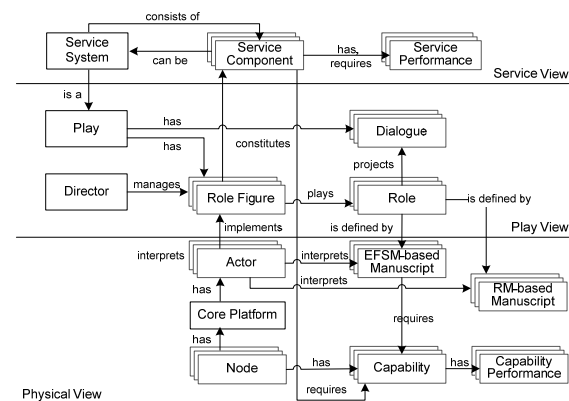 consists of
Service
System
Service
Component
Service
Performance
can be
has,
requires
Service View
is a
Play
has
has
constitutes
Dialogue
projects
Director
manages
Role Figure
plays
Role
is defined by
implements
is defined by
Play View
interprets
Actor
interprets
EFSM-based
Manuscript
interprets
RM-based
Manuscript
has
Core Platform
requires
has
Node
has
Capability
has
Capability
Performance
requires
Physical View